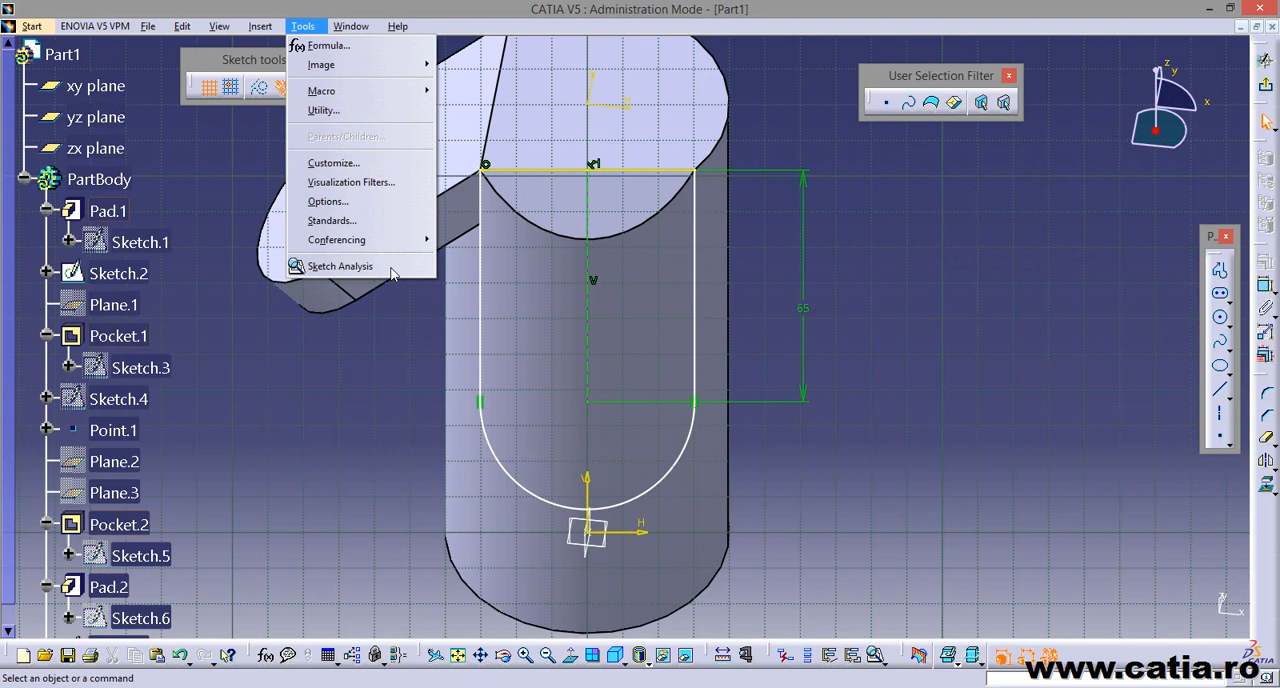 CATIA V5 : Administration Mode - [Part1]
Start ENOVIA V5 VPM File Edit View Insert Tools Window Help
Part1
xy plane
yz plane
zx plane
PartBody
Pad.1
Sketch.1
Sketch.2
Plane.1
Pocket.1
Sketch.3
Sketch.4
Point.1
Plane.2
Plane.3
Pocket.2
Sketch.5
Pad.2
Sketch.6
Sketch tools
f(x) Formula...
Image
Macro
Utility...
Parents/Children...
Customize...
Visualization Filters...
Options...
Standards...
Conferencing
Sketch Analysis
User Selection Filter
z
y
x
V
65
H
P...
f(x)
CATIA
www.catia.ro
Select an object or a command